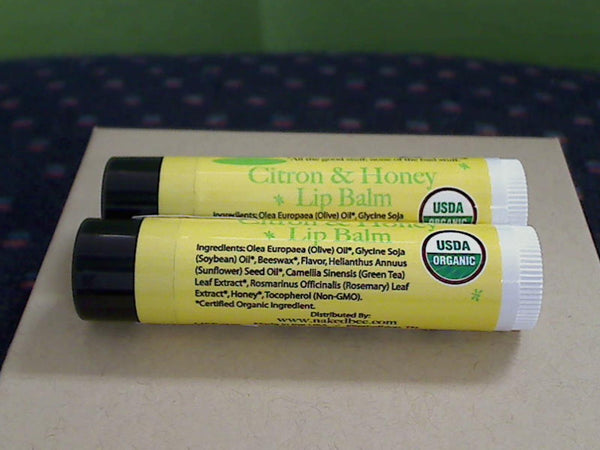 "All the good stuff, none of the bad stuff."
Citron & Honey
Lip Balm
USDA
ORGANIC
Ingredients: Olea Europaea (Olive) Oil*, Glycine Soja
Citron & Honey
Lip Balm
USDA
ORGANIC
Ingredients: Olea Europaea (Olive) Oil*, Glycine Soja
(Soybean) Oil*, Beeswax*, Flavor, Helianthus Annuus
(Sunflower) Seed Oil*, Camellia Sinensis (Green Tea)
Leaf Extract*, Rosmarinus Officinalis (Rosemary) Leaf
Extract*, Honey*, Tocopherol (Non-GMO).
*Certified Organic Ingredient.
Distributed By:
www.nakedbee.com